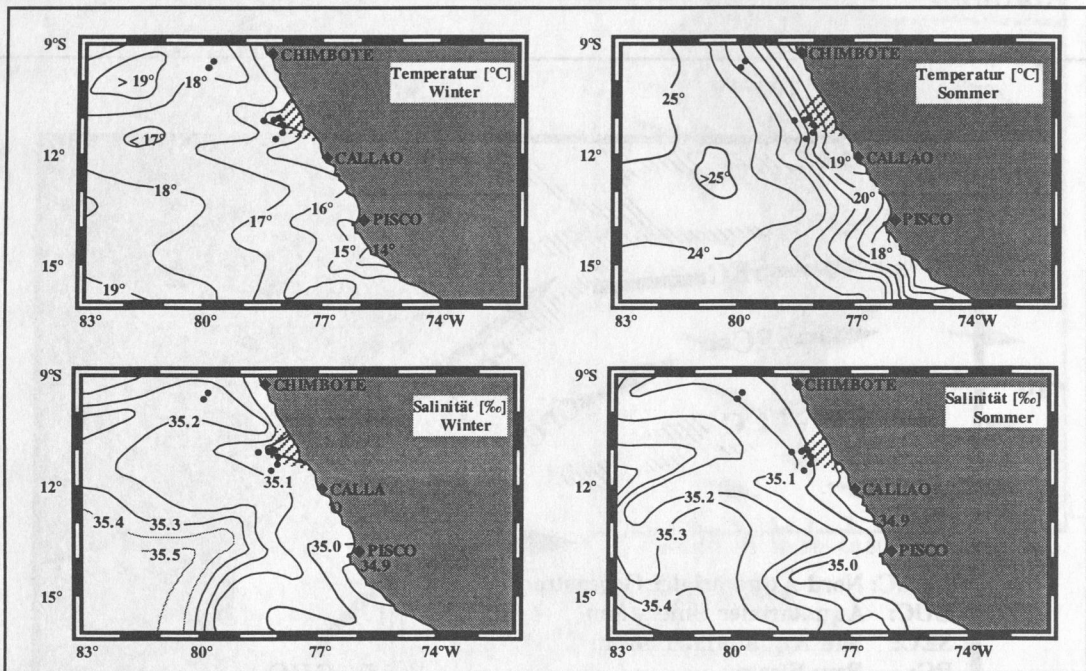 9°S
CHIMBOTE
Temperatur [°C]
Winter
> 19°
18°
<17°
12°
CALLAO
18°
17°
16°
PISCO
15°
14°
15°
19°
83°
80°
77°
74°W
9°S
CHIMBOTE
Temperatur [°C]
Sommer
25°
12°
19°
CALLAO
>25°
20°
PISCO
24°
18°
15°
83°
80°
77°
74°W
9°S
CHIMBOTE
Salinität [‰]
Winter
35.2
12°
35.1
CALLA
O
35.4
35.3
35.5
35.0
PISCO
34.9
15°
83°
80°
77°
74°W
9°S
CHIMBOTE
Salinität [‰]
Sommer
35.1
12°
35.2
CALLAO
35.3
34.9
PISCO
35.0
35.4
15°
83°
80°
77°
74°W